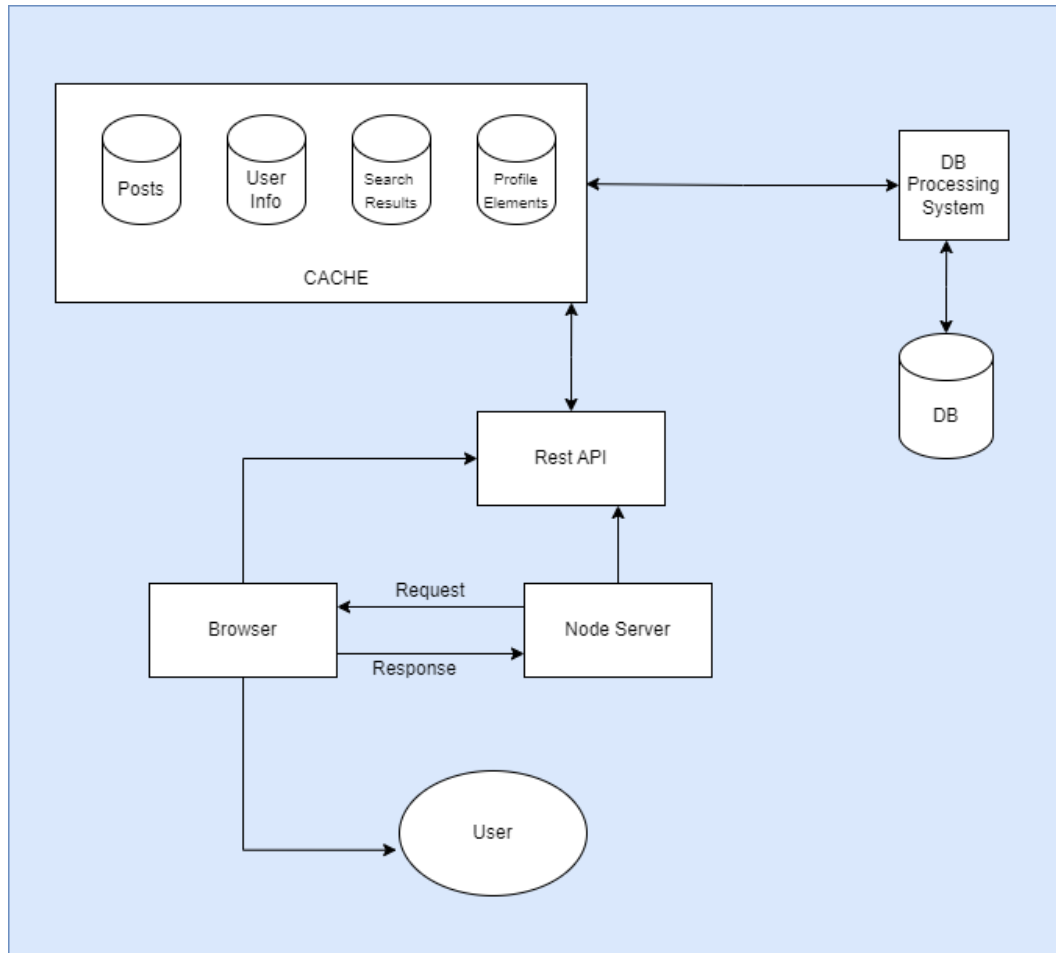 Posts
User
Info
Search
Results
Profile
Elements
CACHE
DB
Processing
System
DB
Rest API
Request
Browser
Node Server
Response
User